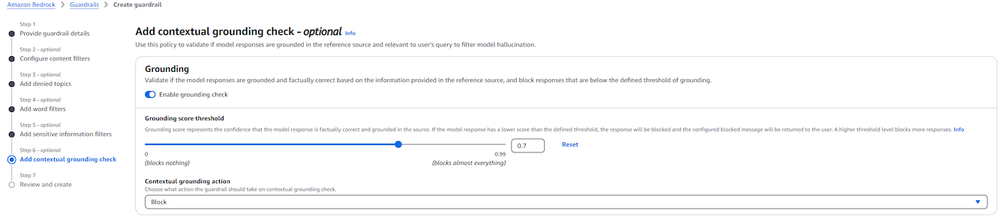 Amazon Bedrock > Guardrails > Create guardrail
Step 1
Provide guardrail details
Step 2 - optional
Configure content filters
Step 3 - optional
Add denied topics
Step 4 - optional
Add word filters
Step 5 - optional
Add sensitive information filters
Step 6 - optional
Add contextual grounding check
Step 7
Review and create
Add contextual grounding check - optional Info
Use this policy to validate if model responses are grounded in the reference source and relevant to user's query to filter model hallucination.
Grounding
Validate if the model responses are grounded and factually correct based on the information provided in the reference source, and block responses that are below the defined threshold of grounding.
Enable grounding check
Grounding score threshold
Grounding score represents the confidence that the model response is factually correct and grounded in the source. If the model response has a lower score than the defined threshold, the response will be blocked and the configured blocked message will be returned to the user. A higher threshold level blocks more responses. Info
0.7 Reset
0 0.99
(blocks nothing) (blocks almost everything)
Contextual grounding action
Choose what action the guardrail should take on contextual grounding check.
Block